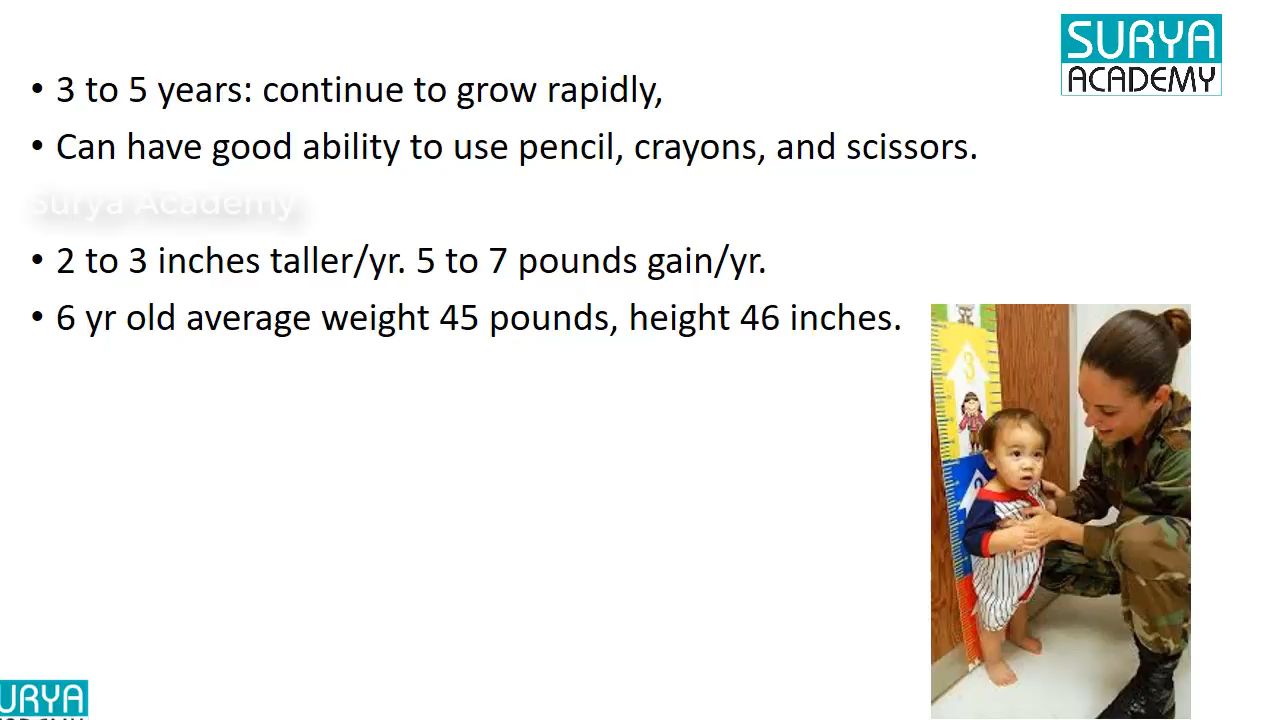 SURYA
ACADEMY
• 3 to 5 years: continue to grow rapidly,
• Can have good ability to use pencil, crayons, and scissors.
Surya Academy
• 2 to 3 inches taller/yr. 5 to 7 pounds gain/yr.
• 6 yr old average weight 45 pounds, height 46 inches.
3
2
URYA